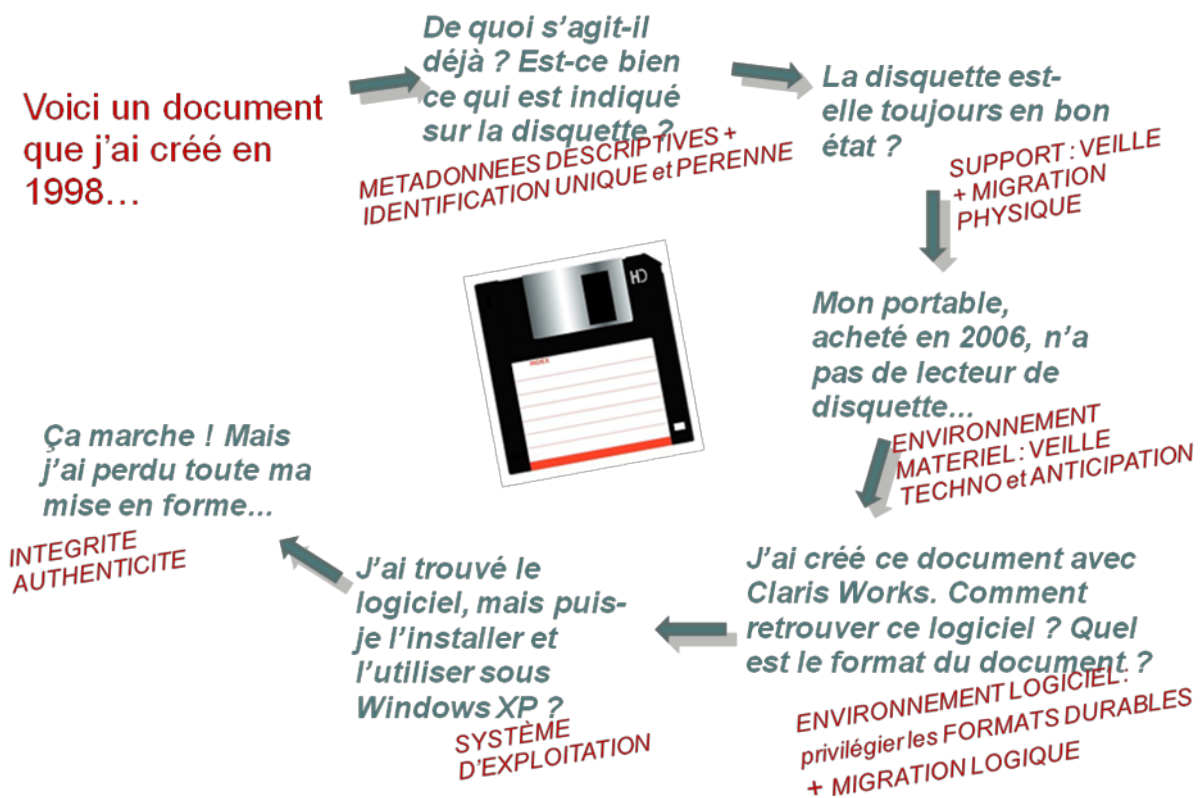 Voici un document
que j'ai créé en
1998…
De quoi s'agit-il
déjà ? Est-ce bien
ce qui est indiqué
sur la disquette ?
METADONNEES DESCRIPTIVES +
IDENTIFICATION UNIQUE et PERENNE
La disquette est-
elle toujours en bon
état ?
SUPPORT : VEILLE
+ MIGRATION
PHYSIQUE
HD
INDEX
Mon portable,
acheté en 2006, n'a
pas de lecteur de
disquette…
ENVIRONNEMENT
MATERIEL : VEILLE
TECHNO et ANTICIPATION
J'ai créé ce document avec
Claris Works. Comment
retrouver ce logiciel ? Quel
est le format du document ?
ENVIRONNEMENT LOGICIEL :
privilégier les FORMATS DURABLES
+ MIGRATION LOGIQUE
J'ai trouvé le
logiciel, mais puis-
je l'installer et
l'utiliser sous
Windows XP ?
SYSTÈME
D'EXPLOITATION
Ça marche ! Mais
j'ai perdu toute ma
mise en forme…
INTEGRITE
AUTHENTICITE